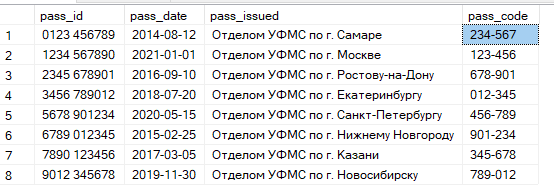 pass_id pass_date pass_issued pass_code
1 0123 456789 2014-08-12 Отделом УФМС по г. Самаре 234-567
2 1234 567890 2021-01-01 Отделом УФМС по г. Москве 123-456
3 2345 678901 2016-09-10 Отделом УФМС по г. Ростову-на-Дону 678-901
4 3456 789012 2018-07-20 Отделом УФМС по г. Екатеринбургу 012-345
5 5678 901234 2020-05-15 Отделом УФМС по г. Санкт-Петербургу 456-789
6 6789 012345 2015-02-25 Отделом УФМС по г. Нижнему Новгороду 901-234
7 7890 123456 2017-03-05 Отделом УФМС по г. Казани 345-678
8 9012 345678 2019-11-30 Отделом УФМС по г. Новосибирску 789-012